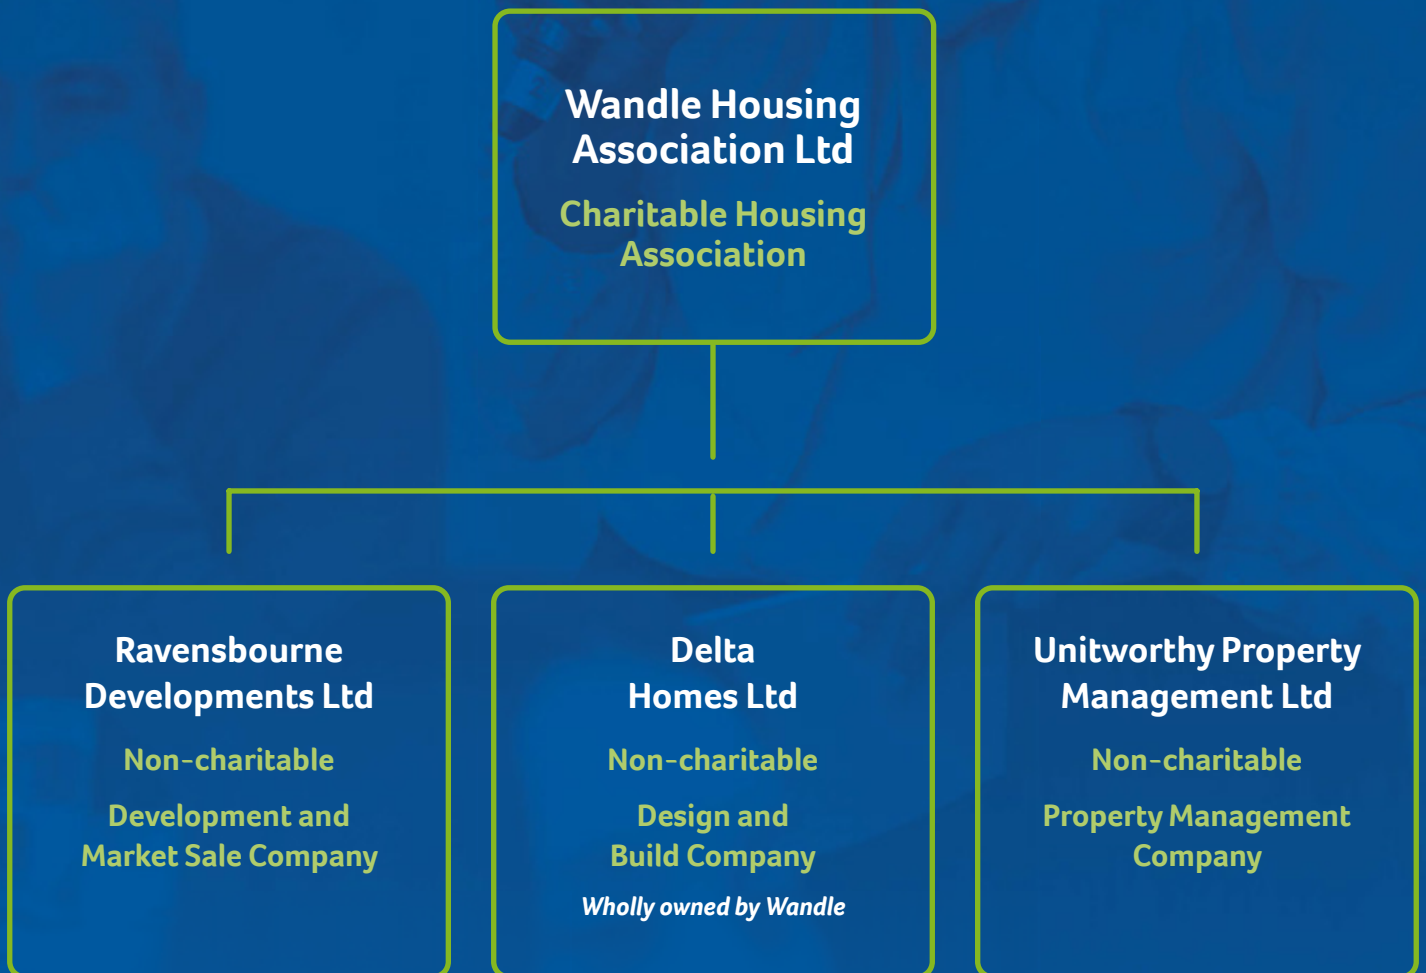 Wandle Housing
Association Ltd
Charitable Housing
Association
Ravensbourne
Developments Ltd
Non-charitable
Development and
Market Sale Company
Delta
Homes Ltd
Non-charitable
Design and
Build Company
Wholly owned by Wandle
Unitworthy Property
Management Ltd
Non-charitable
Property Management
Company